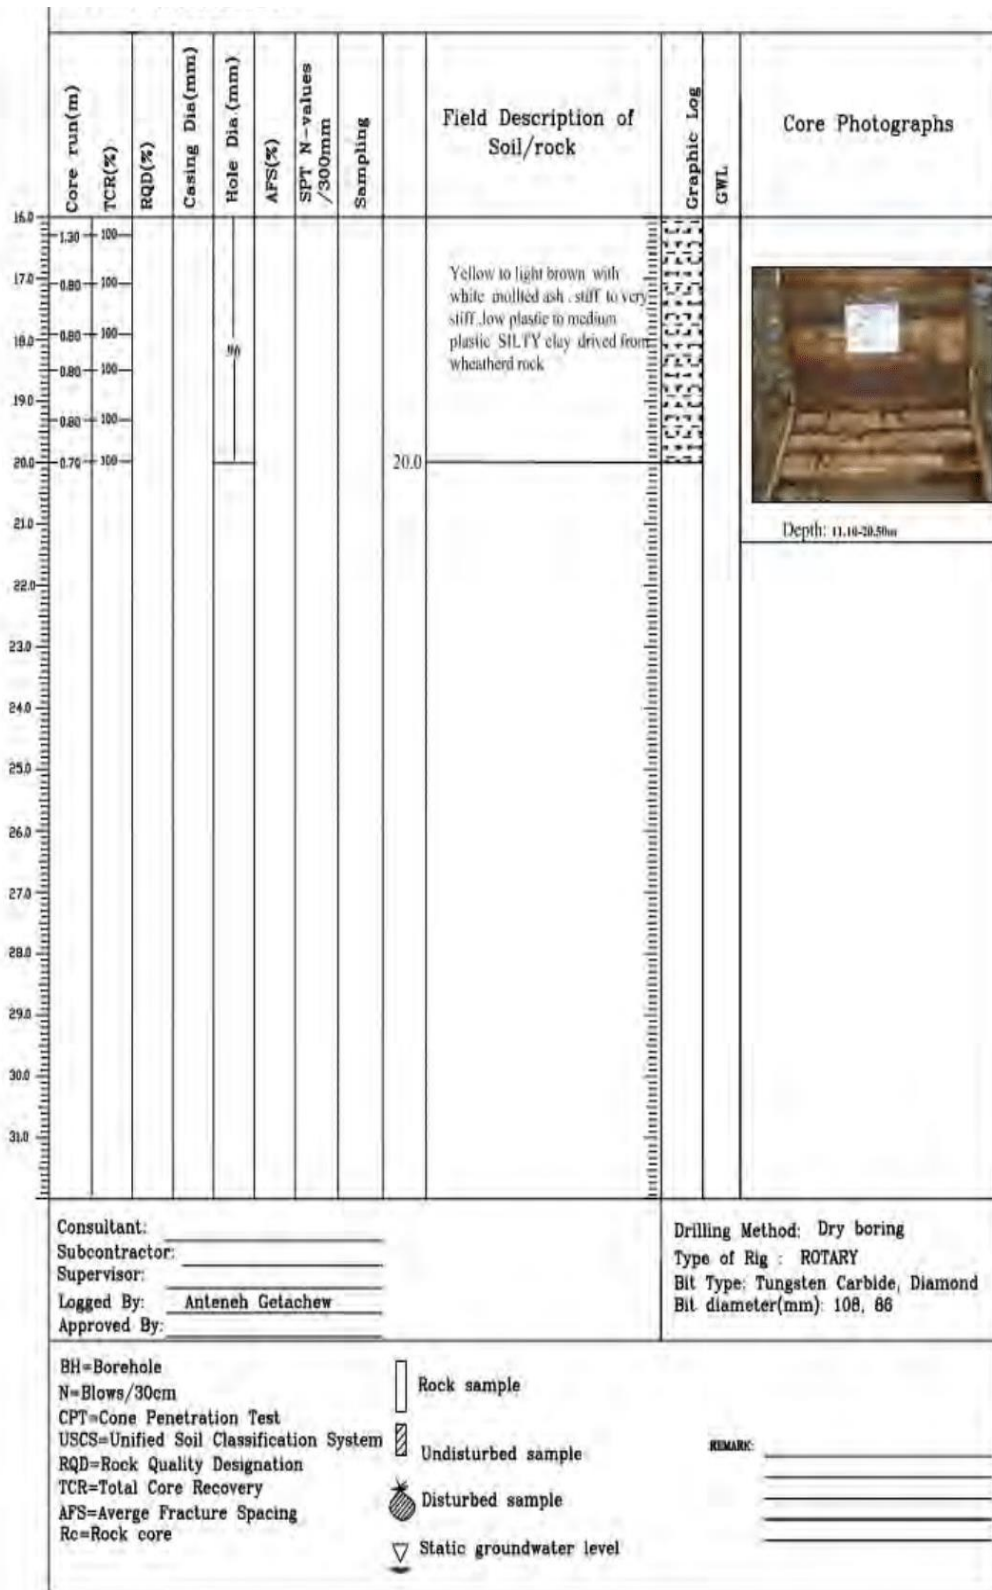 Core run(m)
TCR(%)
RQD(%)
Casing Dia(mm)
Hole Dia.(mm)
AFS(%)
SPT N-values
/300mm
Sampling
Field Description of
Soil/rock
Graphic Log
GWL
Core Photographs
16.0
1.30 100
17.0
0.80 100
0.80 100
18.0
0.80 100
19.0
0.80 100
20.0
0.70 100
Yellow to light brown with
white mollted ash . stiff to very
stiff ,low plastic to medium
plastic SILTY clay drived from
wheatherd rock
20.0
Depth: 11.10-20.50m
21.0
22.0
23.0
24.0
25.0
26.0
27.0
28.0
29.0
30.0
31.0
Consultant:
Subcontractor:
Supervisor:
Logged By: Anteneh Getachew
Approved By:
Drilling Method: Dry boring
Type of Rig : ROTARY
Bit Type: Tungsten Carbide, Diamond
Bit diameter(mm): 108, 86
BH=Borehole
N=Blows/30cm
CPT=Cone Penetration Test
USCS=Unified Soil Classification System
RQD=Rock Quality Designation
TCR=Total Core Recovery
AFS=Averge Fracture Spacing
Rc=Rock core
Rock sample
Undisturbed sample
Disturbed sample
Static groundwater level
REMARK: